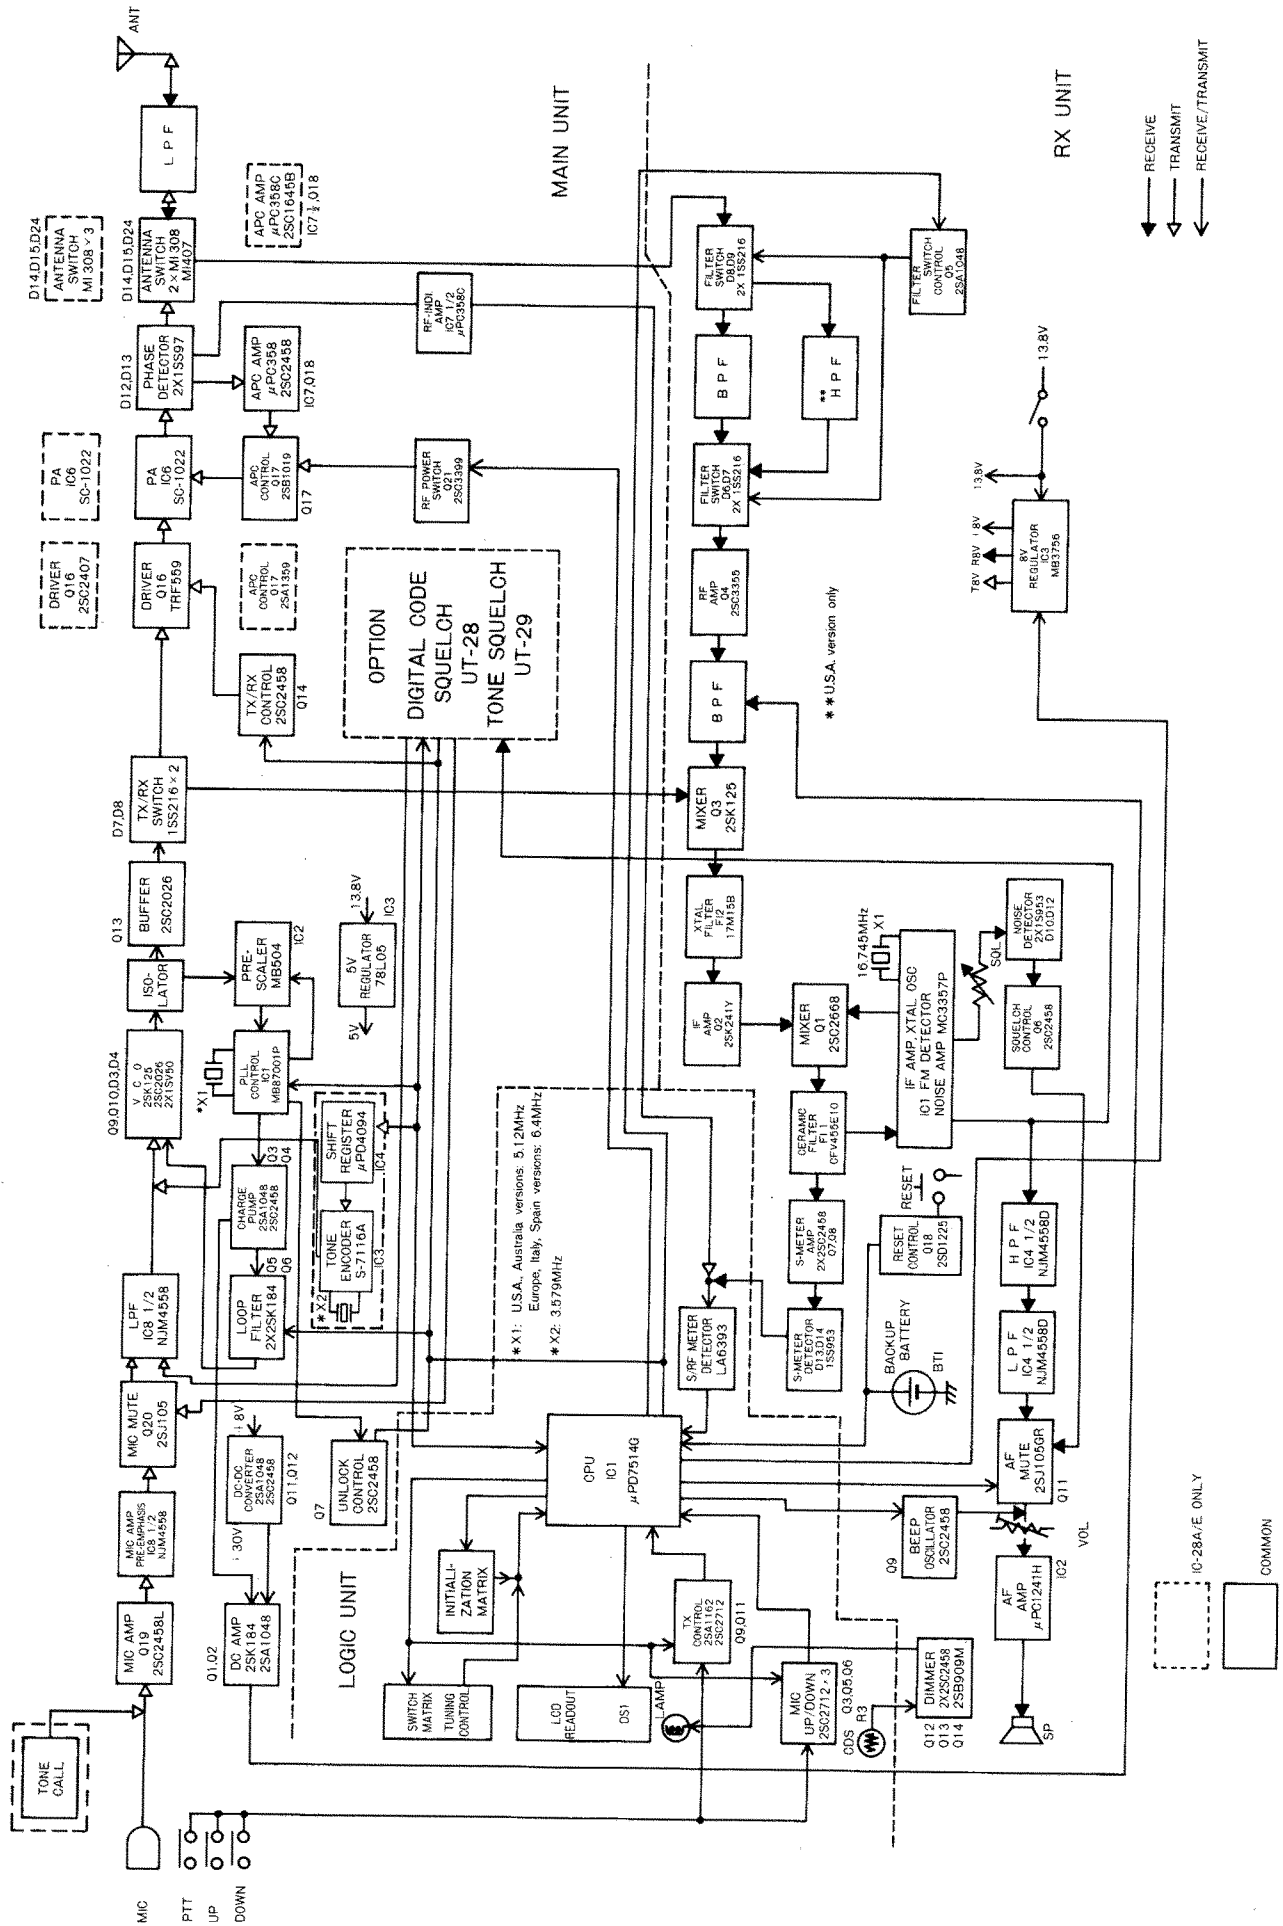 ANT
L P F
D14,D15,D24
ANTENNA
SWITCH
MI308×3
D14,D15,D24
ANTENNA
SWITCH
2×MI308
MI407
APC AMP
μPC358C
2SC1645B
IC7 ½,Q18
MAIN UNIT
RX UNIT
RECEIVE
TRANSMIT
RECEIVE/TRANSMIT
D12,D13
PHASE
DETECTOR
2X1SS97
APC AMP
μPC358
2SC2458
IC7,Q18
RF-INDI.
AMP
IC7 1/2
μPC358C
FILTER
SWITCH
D8,D9
2X 1SS216
FILTER
SWITCH
CONTROL
Q5
2SA1048
B P F
**
H P F
PA
IC6
SC-1022
PA
IC6
SC-1022
APC
CONTROL
Q17
2SB1019
Q17
RF POWER
SWITCH
Q21
2SC3399
FILTER
SWITCH
D6,D7
2X 1SS216
13.8V
13.8V
T8V
R8V
8V
REGULATOR
IC3
MB3756
DRIVER
Q16
2SC2407
DRIVER
Q16
TRF559
APC
CONTROL
Q17
2SA1359
OPTION
DIGITAL CODE
SQUELCH
UT-28
TONE SQUELCH
UT-29
RF
AMP
Q4
2SC3355
**U.S.A. version only
TX/RX
CONTROL
2SC2458
Q14
B P F
D7,D8
TX/RX
SWITCH
1SS216×2
MIXER
Q3
2SK125
Q13
BUFFER
2SC2026
ISO-
LATOR
PRE-
SCALER
MB504
IC2
13.8V
5V
REGULATOR
78L05
IC3
5V
XTAL
FILTER
FI2
17M15B
IF
AMP
Q2
2SK241Y
MIXER
Q1
2SC2668
16.745MHz
X1
IF AMP, XTAL OSC
IC1 FM DETECTOR
NOISE AMP MC3357P
SQL
NOISE
DETECTOR
2X1S953
D10,D12
SQUELCH
CONTROL
Q6
2SC2458
Q9,Q10,D3,D4
V C O
2SK125
2SC2026
2X1SV50
*X1
PLL
CONTROL
IC1
MB87001P
Q3
Q4
CHARGE
PUMP
2SA1048
2SC2458
SHIFT
REGISTER
μPD4094
IC4
TONE
ENCODER
S-7116A
IC3
*X2
Q5
Q6
LOOP
FILTER
2X2SK184
*X1: U.S.A., Australia versions: 5.12MHz
Europe, Italy, Spain versions: 6.4MHz
*X2: 3.579MHz
CERAMIC
FILTER
FI 1
CFV455E10
S-METER
AMP
2X2SC2458
Q7,Q8
S-METER
DETECTOR
D13,D14
1SS953
S/RF METER
DETECTOR
LA6393
RESET
RESET
CONTROL
Q18
2SD1225
BACKUP
BATTERY
BT1
H P F
IC4 1/2
NJM4558D
L P F
IC4 1/2
NJM4558D
LPF
IC8 1/2
NJM4558
MIC MUTE
Q20
2SJ105
8V
DC-DC
CONVERTER
2SA1048
2SC2458
Q11,Q12
30V
Q7
UNLOCK
CONTROL
2SC2458
CPU
IC1
μPD7514G
AF
MUTE
2SJ105GR
Q11
MIC AMP
PRE-EMPHASIS
IC8 1/2
NJM4558
MIC AMP
Q19
2SC2458L
Q1,Q2
DC AMP
2SK184
2SA1048
LOGIC UNIT
INITIALI-
ZATION
MATRIX
SWITCH
MATRIX
TUNING
CONTROL
LCD
READOUT
DS1
TX
CONTROL
2SA1162
2SC2712
Q9,Q11
Q9
BEEP
OSCILLATOR
2SC2458
VOL
AF
AMP
μPC1241H
IC2
SP
LAMP
MIC
UP/DOWN
2SC2712×3
Q3,Q5,Q6
CDS
R3
DIMMER
2X2SC2458
2SB909M
Q12
Q13
Q14
TONE
CALL
MIC
PTT
UP
DOWN
IC-28A/E ONLY
COMMON